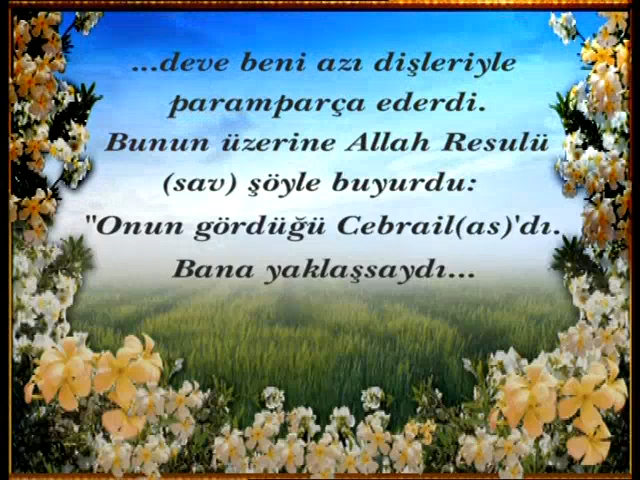 ...deve beni azı dişleriyle
paramparça ederdi.
Bunun üzerine Allah Resulü
(sav) şöyle buyurdu:
"Onun gördüğü Cebrail(as)'dı.
Bana yaklaşsaydı...